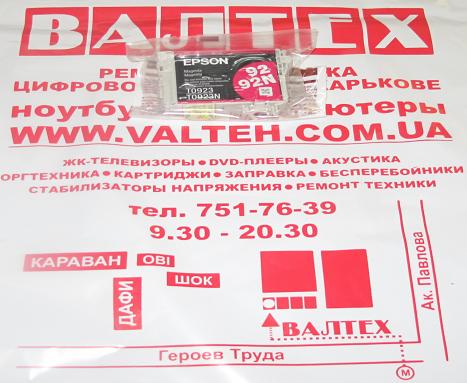 ВАЛТЕХ
EPSON
Magenta
92
92N
T0923
T0923N
ЦИФРОВО АРЬКОВЕ
ноутбу ютеры
WWW.VALTEH.COM.UA
ЖК-ТЕЛЕВИЗОРЫ ● DVD-ПЛЕЕРЫ ● АКУСТИКА
ОРГТЕХНИКА ● КАРТРИДЖИ ● ЗАПРАВКА ● БЕСПЕРЕБОЙНИКИ
СТАБИЛИЗАТОРЫ НАПРЯЖЕНИЯ ● РЕМОНТ ТЕХНИКИ
тел. 751-76-39
9.30 - 20.30
КАРАВАН
ОВІ
ШОК
ДАФИ
ВАЛТЕХ
Ак. Павлова
Героев Труда
М